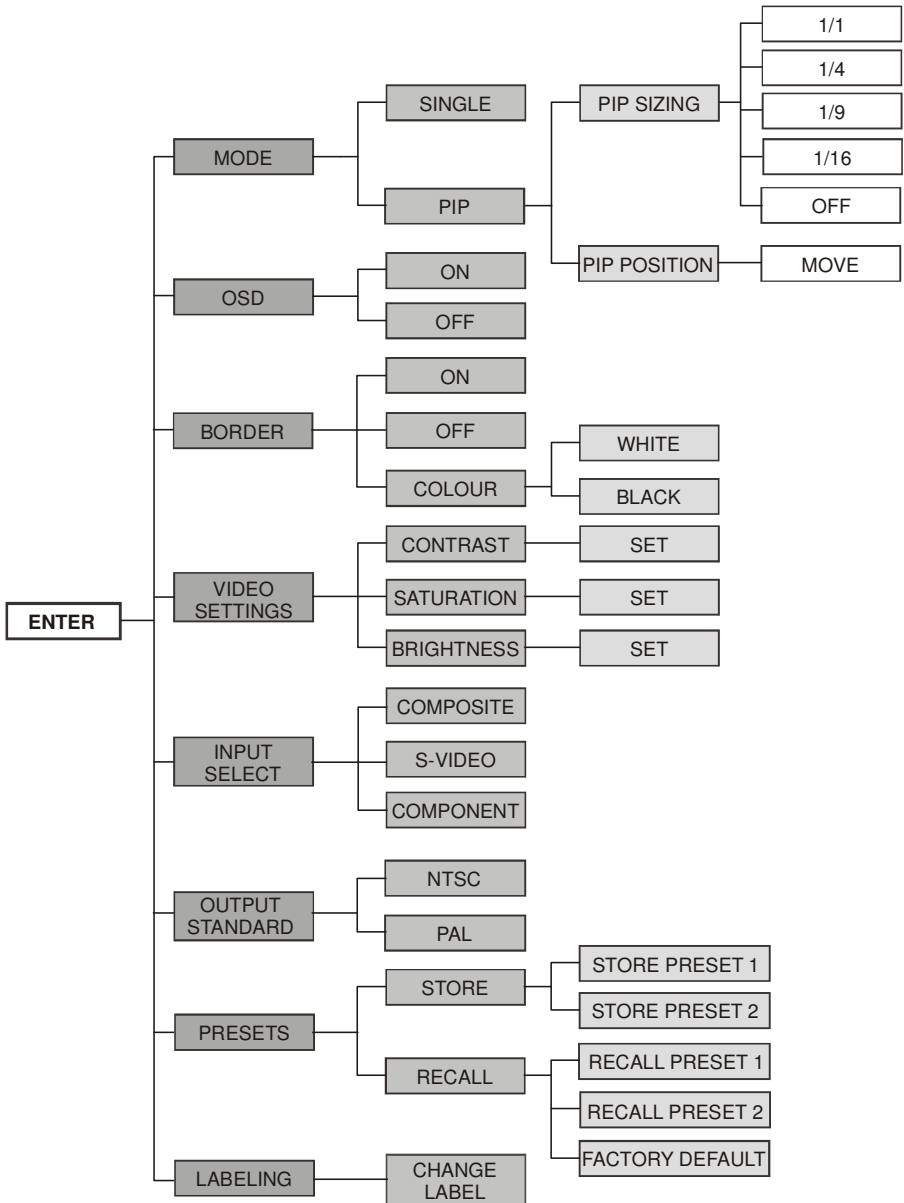 1/1
1/4
1/9
1/16
OFF
SINGLE
PIP SIZING
MODE
PIP
PIP POSITION
MOVE
OSD
ON
OFF
BORDER
ON
OFF
COLOUR
WHITE
BLACK
VIDEO
SETTINGS
CONTRAST
SET
SATURATION
SET
BRIGHTNESS
SET
ENTER
INPUT
SELECT
COMPOSITE
S-VIDEO
COMPONENT
OUTPUT
STANDARD
NTSC
PAL
PRESETS
STORE
STORE PRESET 1
STORE PRESET 2
RECALL
RECALL PRESET 1
RECALL PRESET 2
FACTORY DEFAULT
LABELING
CHANGE
LABEL